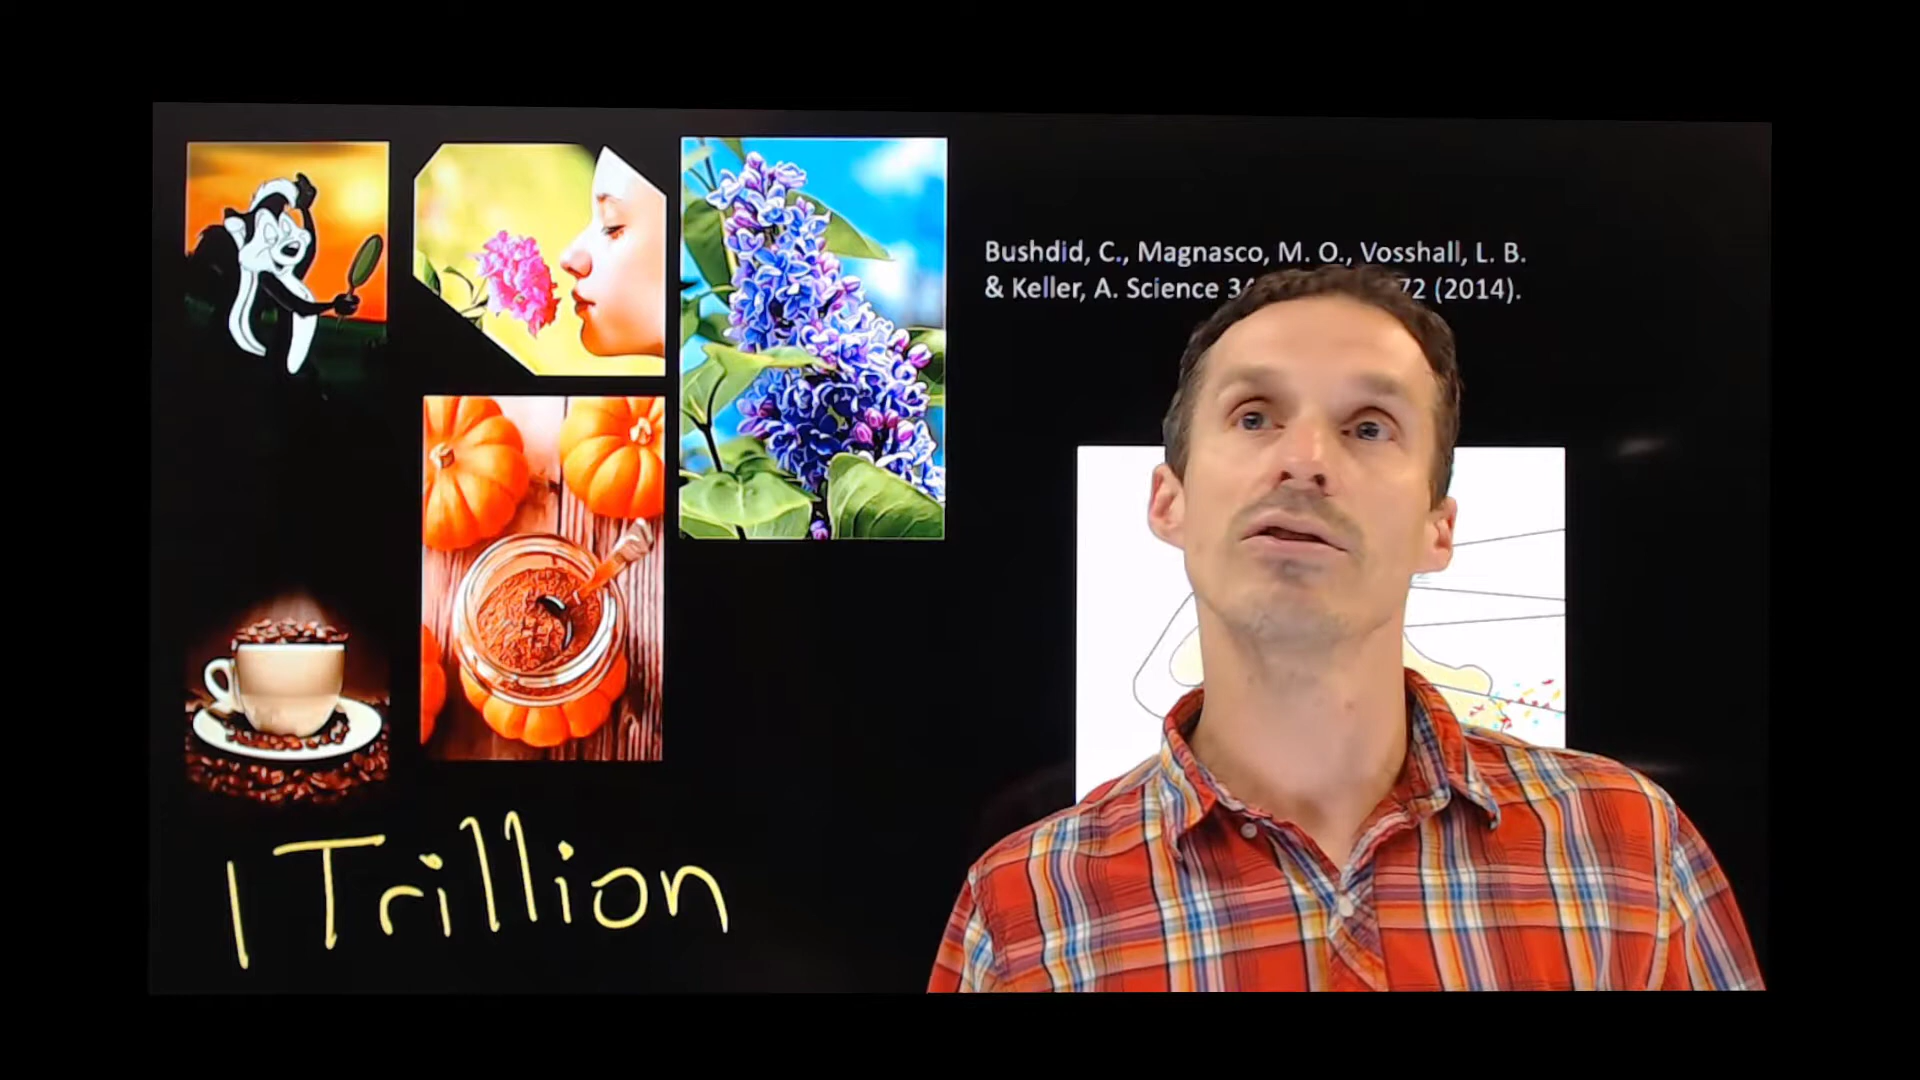 Bushdid, C., Magnasco, M. O., Vosshall, L. B.
& Keller, A. Science 72 (2014).
1 Trillion